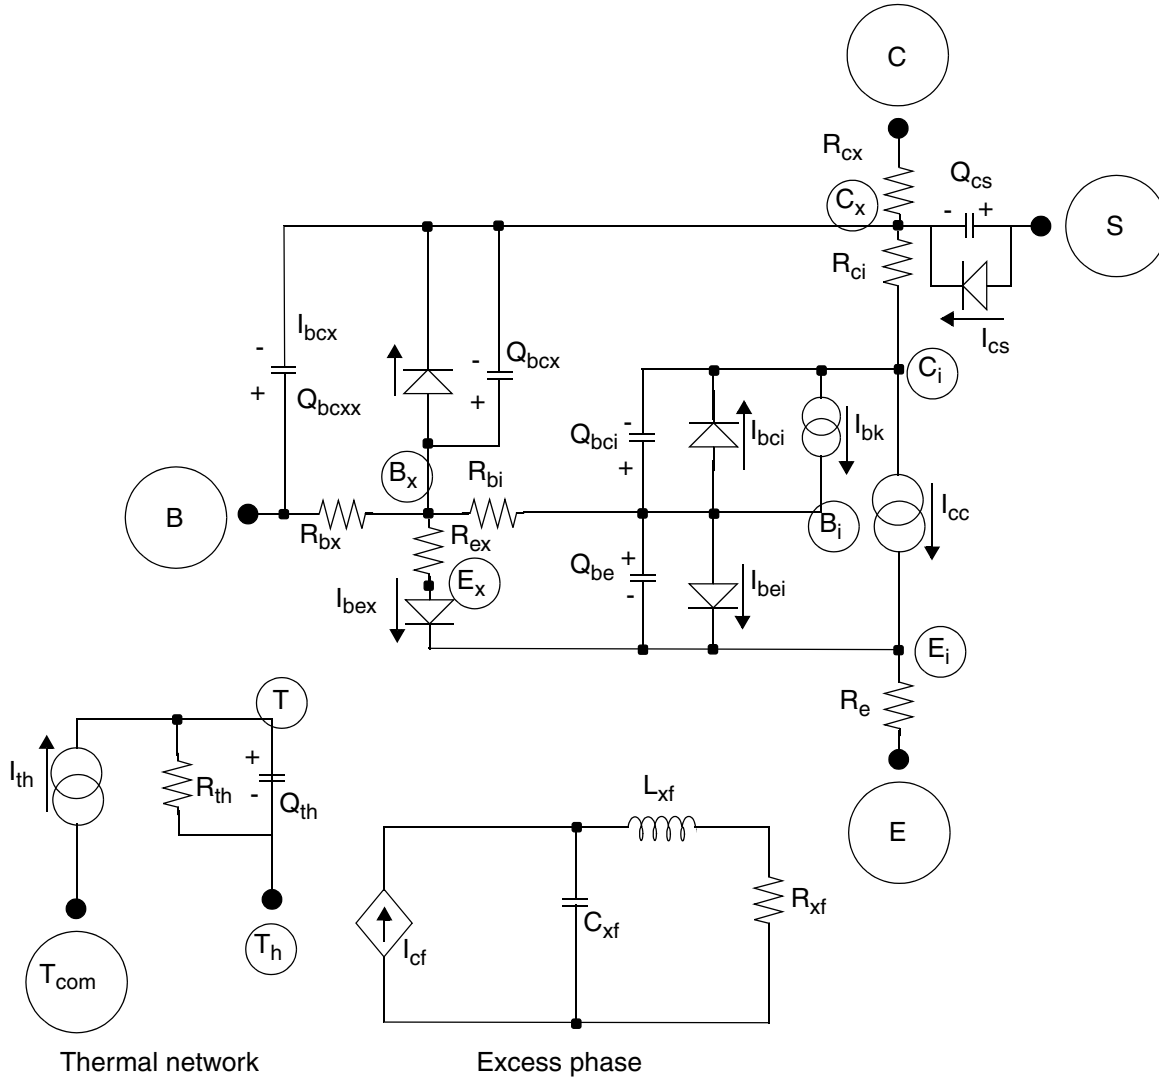 C
R_cx
Q_cs
C_x
- +
S
R_ci
I_cs
I_bcx
-
+
Q_bcxx
-
Q_bcx
+
C_i
Q_bci
-
+
I_bci
I_bk
B_x
R_bi
B
R_bx
R_ex
B_i
I_cc
E_x
I_bex
Q_be
+
-
I_bei
E_i
R_e
E
T
I_th
R_th
+
-
Q_th
T_com
T_h
L_xf
C_xf
R_xf
I_cf
Thermal network
Excess phase